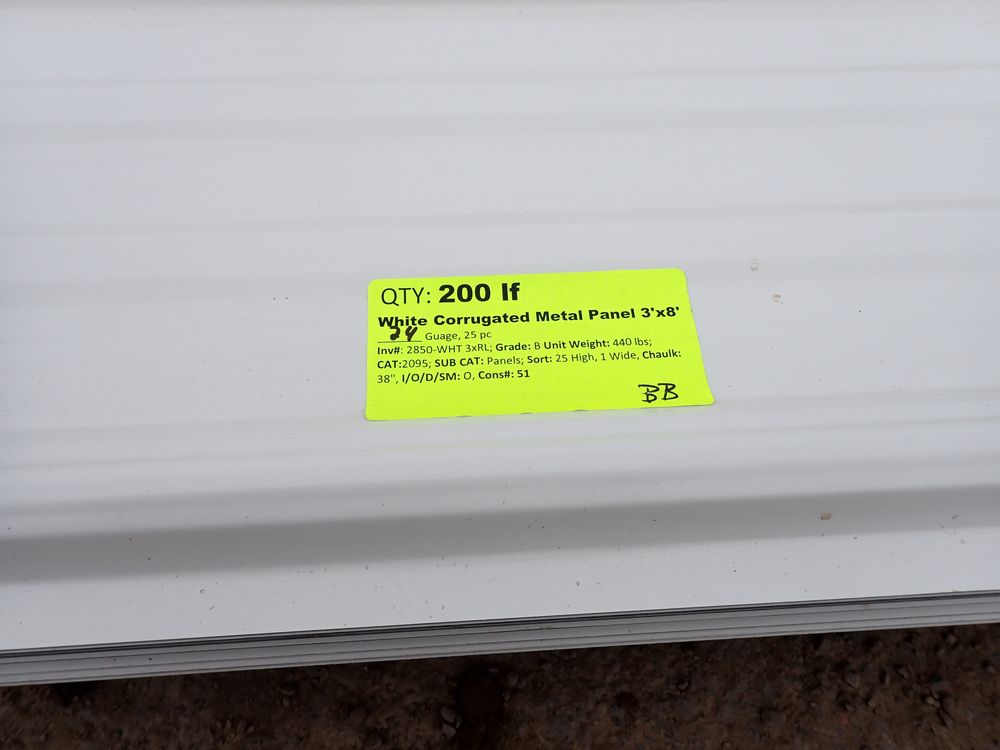 QTY: 200 lf
White Corrugated Metal Panel 3'x8'
24 Guage, 25 pc
Inv#: 2850-WHT 3xRL; Grade: B Unit Weight: 440 lbs;
CAT:2095; SUB CAT: Panels; Sort: 25 High, 1 Wide, Chaulk:
38", I/O/D/SM: O, Cons#: 51
BB